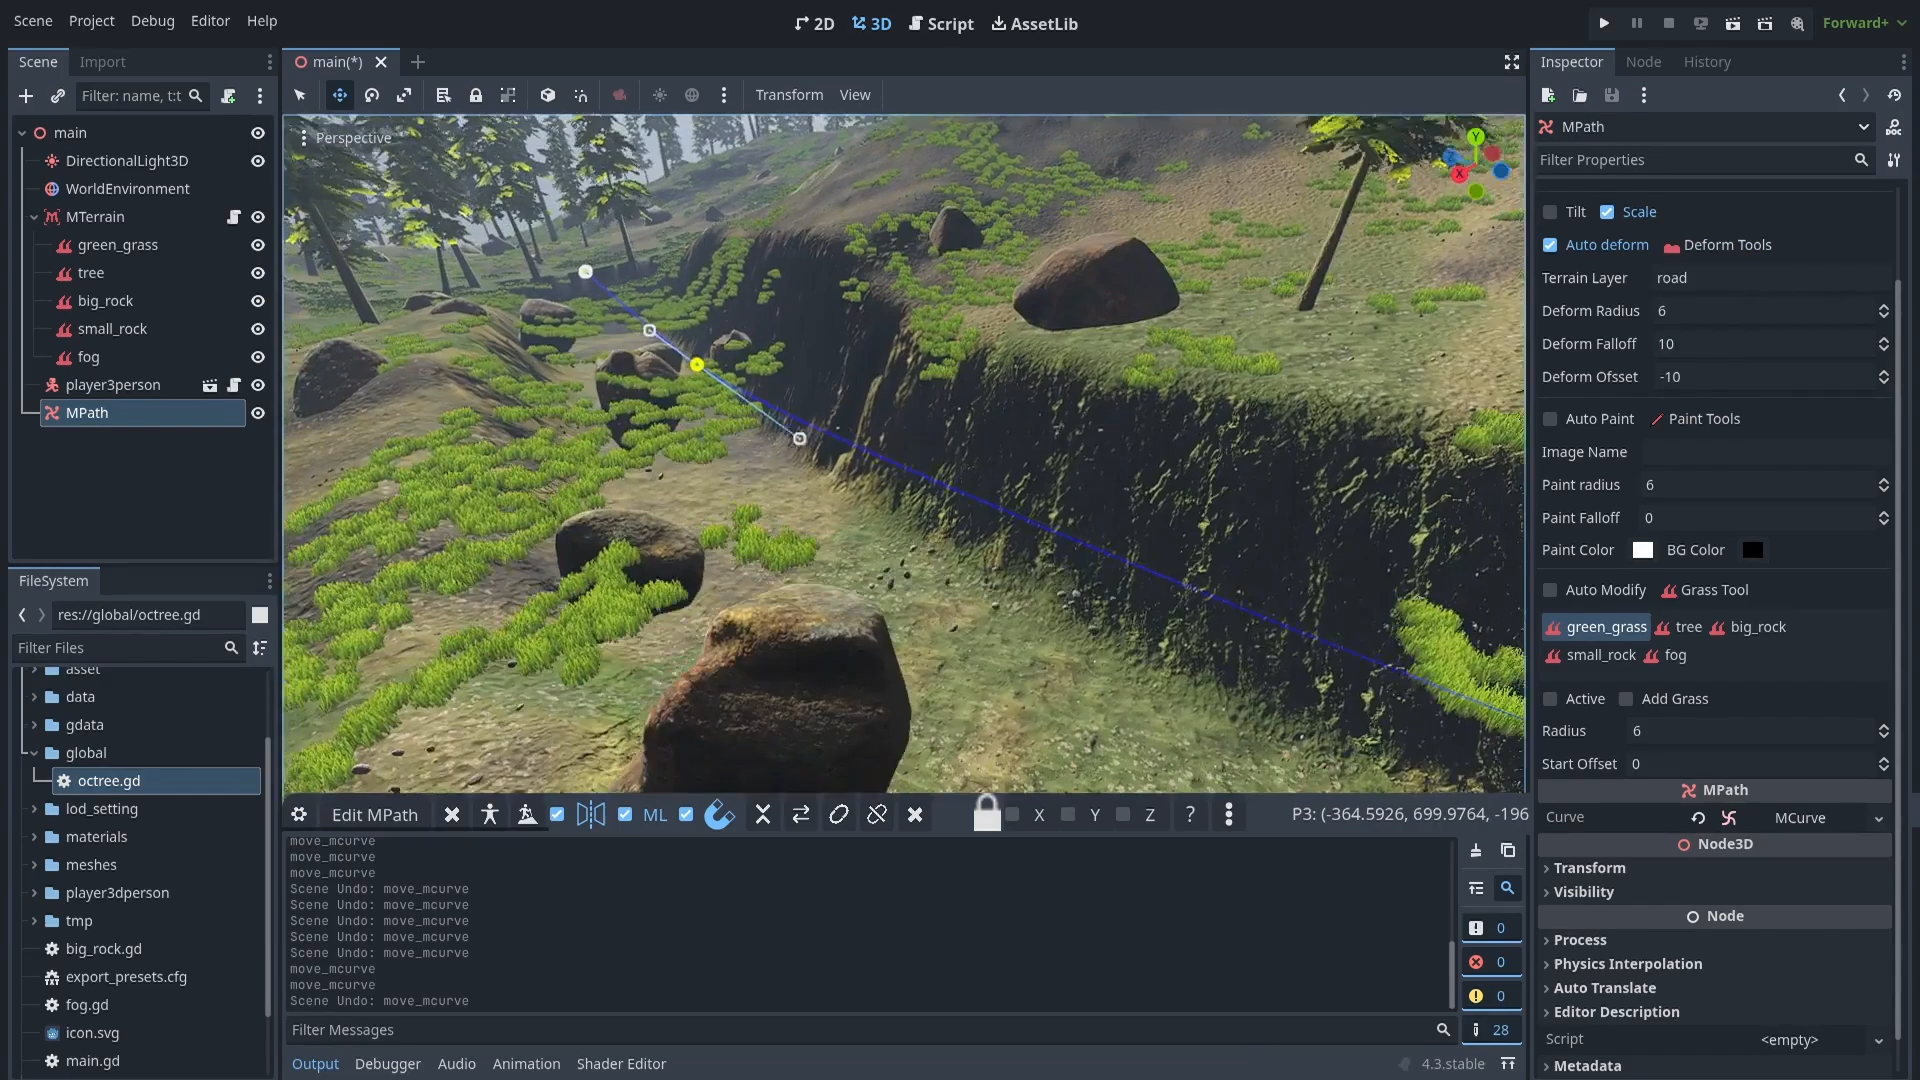 Scene Project Debug Editor Help
2D 3D Script AssetLib
Forward+
Scene Import
Filter: name, t:t
main
DirectionalLight3D
WorldEnvironment
MTerrain
green_grass
tree
big_rock
small_rock
fog
player3person
MPath
FileSystem
res://global/octree.gd
Filter Files
asset
data
gdata
global
octree.gd
lod_setting
materials
meshes
player3dperson
tmp
big_rock.gd
export_presets.cfg
fog.gd
icon.svg
main.gd
main(*)
Transform View
Perspective
Y
Z
X
Edit MPath ML X Y Z ? P3: (-364.5926, 699.9764, -196
move_mcurve
move_mcurve
move_mcurve
Scene Undo: move_mcurve
Scene Undo: move_mcurve
Scene Undo: move_mcurve
Scene Undo: move_mcurve
Scene Undo: move_mcurve
move_mcurve
move_mcurve
Scene Undo: move_mcurve
0
0
0
28
Filter Messages
Output Debugger Audio Animation Shader Editor
4.3.stable
Inspector Node History
MPath
Filter Properties
Tilt Scale
Auto deform Deform Tools
Terrain Layer road
Deform Radius 6
Deform Falloff 10
Deform Ofsset -10
Auto Paint Paint Tools
Image Name
Paint radius 6
Paint Falloff 0
Paint Color BG Color
Auto Modify Grass Tool
green_grass tree big_rock
small_rock fog
Active Add Grass
Radius 6
Start Offset 0
MPath
Curve MCurve
Node3D
Transform
Visibility
Node
Process
Physics Interpolation
Auto Translate
Editor Description
Script <empty>
Metadata